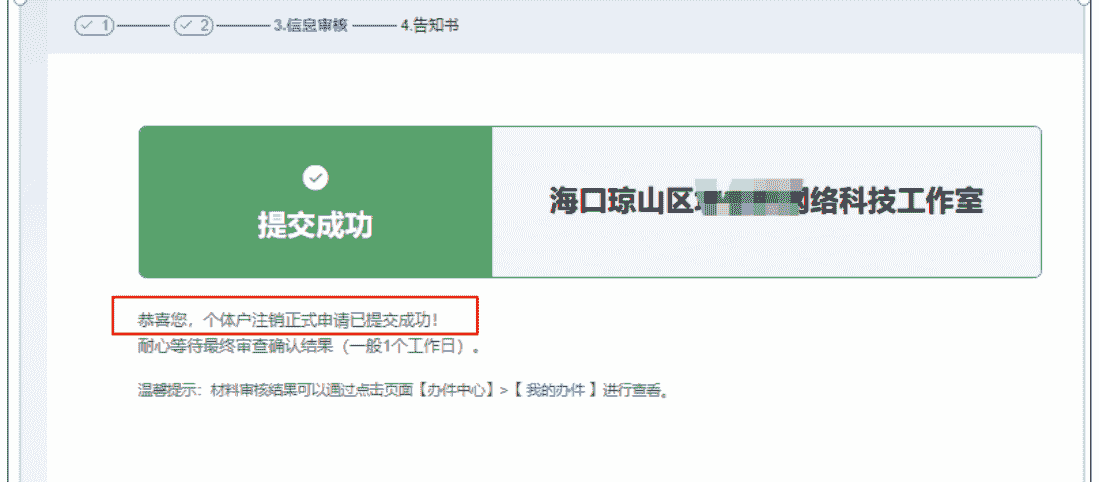 1 2 3.信息审核 4.告知书
提交成功
海口琼山区 网络科技工作室
恭喜您，个体户注销正式申请已提交成功！
耐心等待最终审查确认结果（一般1个工作日）。
温馨提示：材料审核结果可以通过点击页面【办件中心】>【 我的办件 】进行查看。